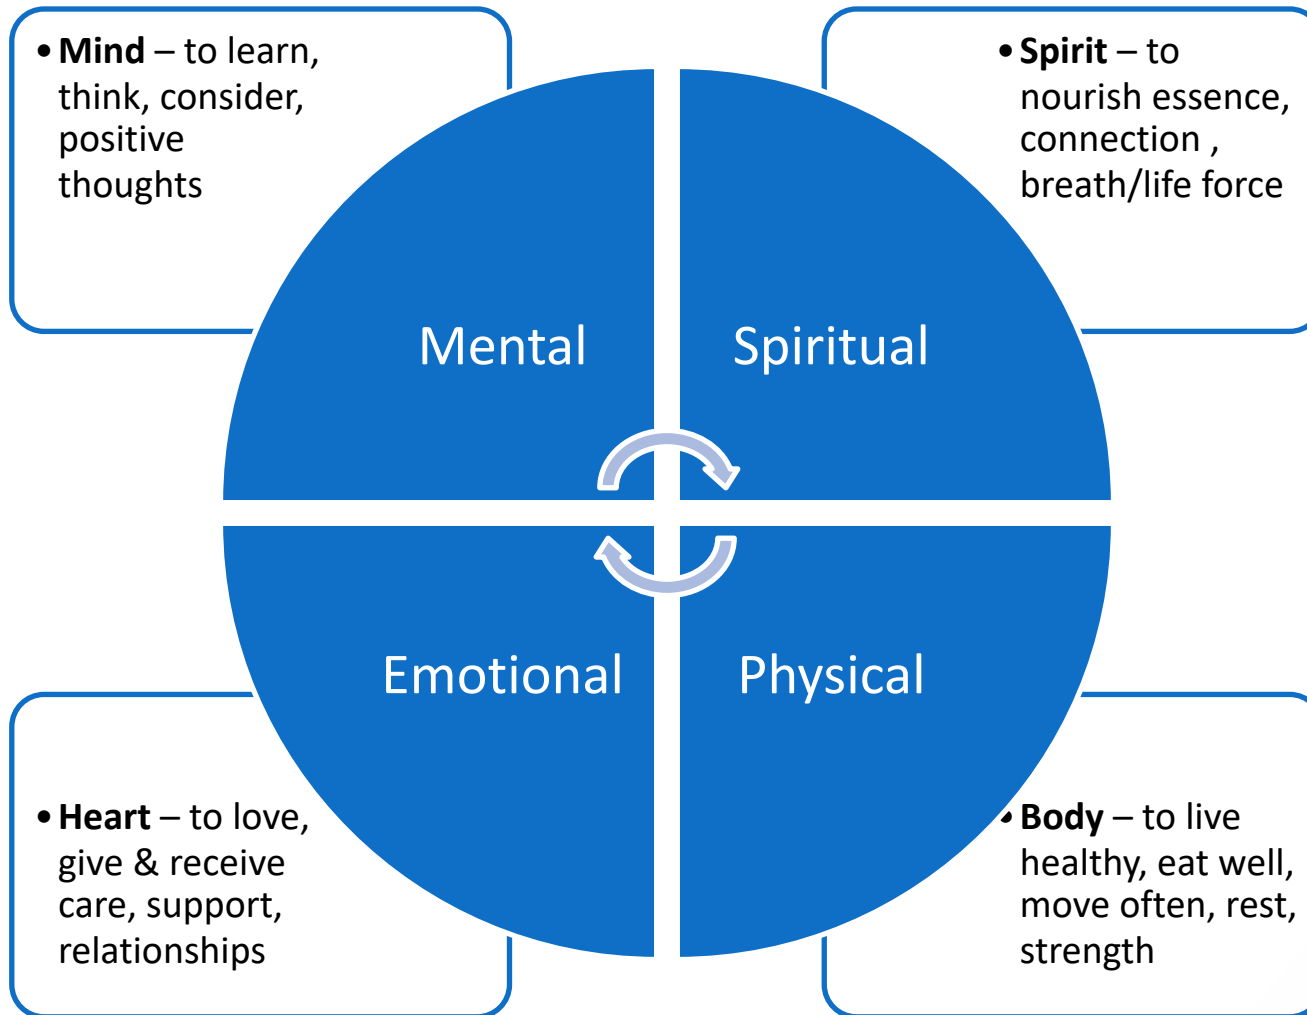 • Mind – to learn,
think, consider,
positive
thoughts
• Spirit – to
nourish essence,
connection ,
breath/life force
Mental
Spiritual
Emotional
Physical
• Heart – to love,
give & receive
care, support,
relationships
• Body – to live
healthy, eat well,
move often, rest,
strength